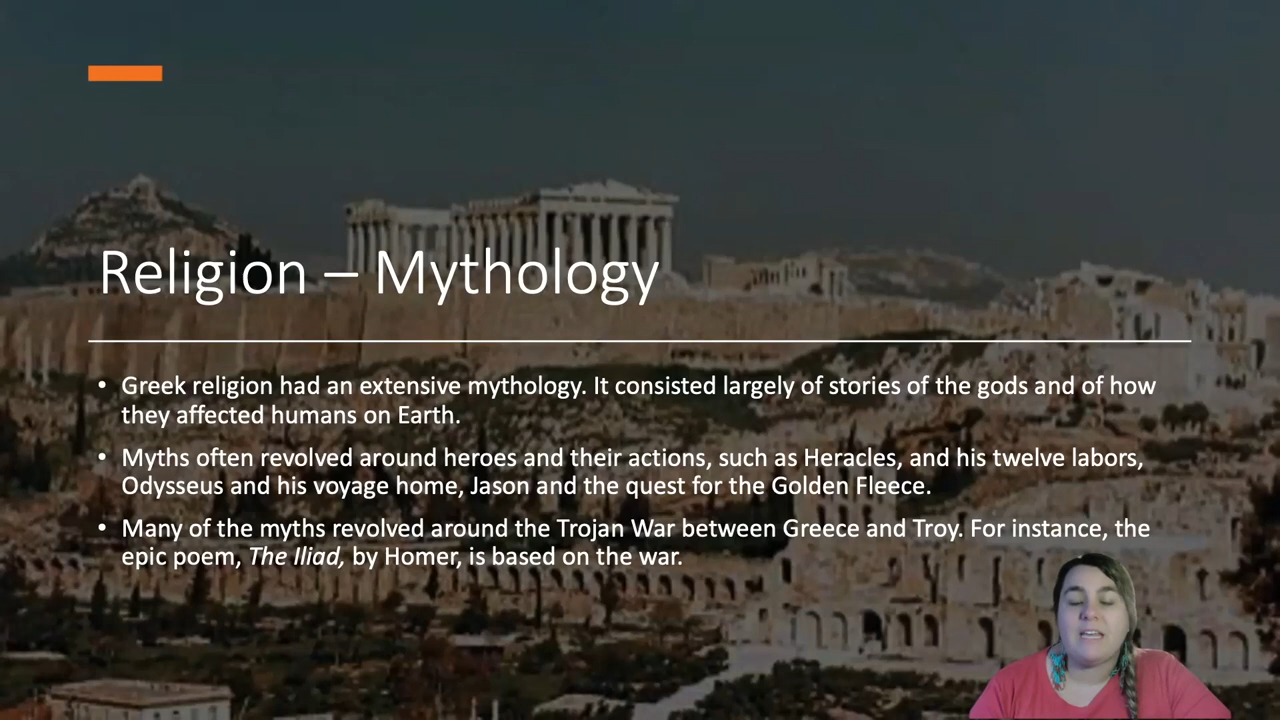 Religion – Mythology
• Greek religion had an extensive mythology. It consisted largely of stories of the gods and of how
they affected humans on Earth.
• Myths often revolved around heroes and their actions, such as Heracles, and his twelve labors,
Odysseus and his voyage home, Jason and the quest for the Golden Fleece.
• Many of the myths revolved around the Trojan War between Greece and Troy. For instance, the
epic poem, The Iliad, by Homer, is based on the war.